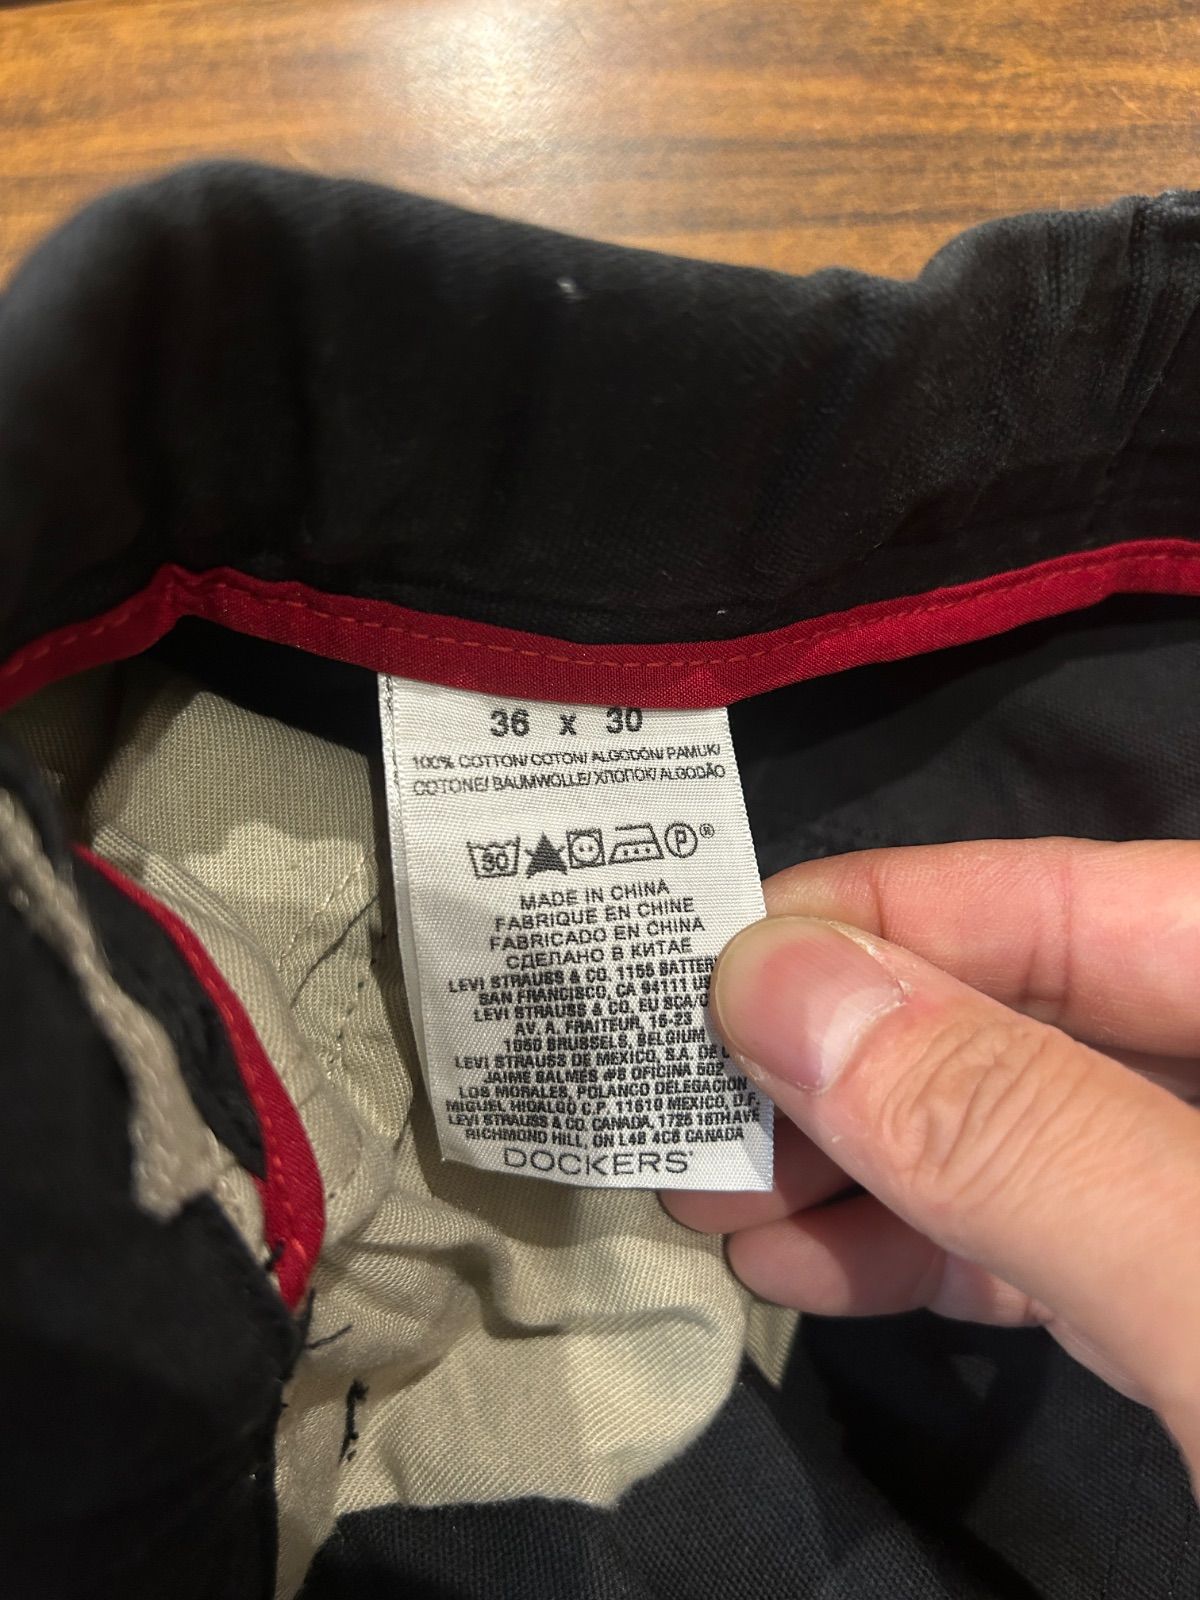 36 x 30
100% COTTON/ COTON/ ALGODÓN/ PAMUK/
COTONE/ BAUMWOLLE/ ХЛОПОК/ ALGODÃO
30 P ®
MADE IN CHINA
FABRIQUE EN CHINE
FABRICADO EN CHINA
СДЕЛАНО В КИТАЕ
LEVI STRAUSS & CO. 1155 BATTERY
SAN FRANCISCO, CA 94111 US
LEVI STRAUSS & CO. EU SCA/C
AV. A. FRAITEUR, 15-23
1050 BRUSSELS, BELGIUM
LEVI STRAUSS DE MEXICO, S.A. DE C
JAIME BALMES #8 OFICINA 502
LOS MORALES, POLANCO DELEGACION
MIGUEL HIDALGO C.P. 11510 MEXICO, D.F.
LEVI STRAUSS & CO. CANADA, 1725 16TH AVE
RICHMOND HILL, ON L4B 4C6 CANADA
DOCKERS